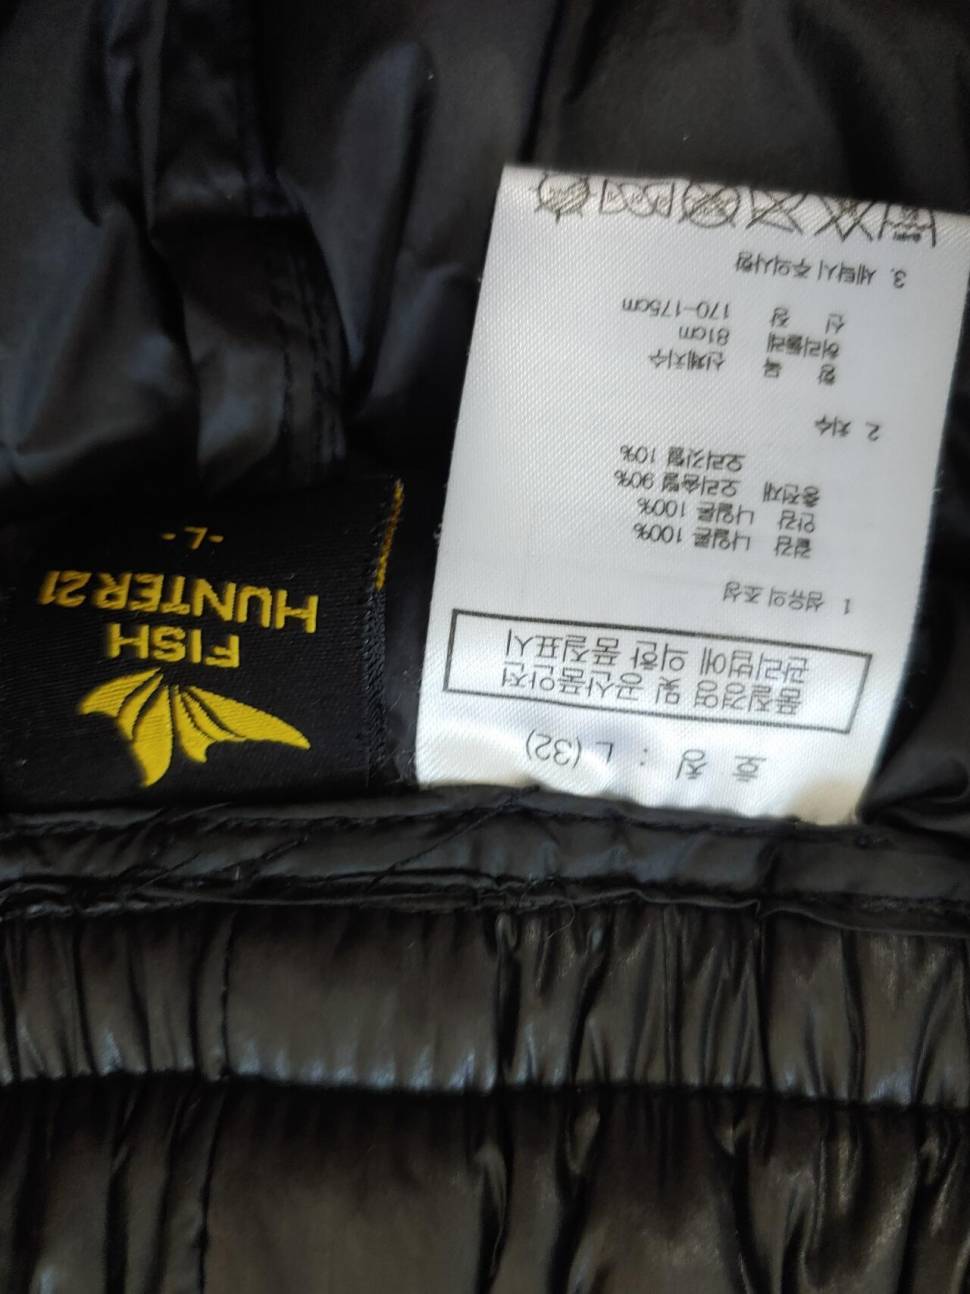 FISH
HUNTER21
-L-
호 칭 : L (32)
품질경영 및 공산품안전
관리법에 의한 품질표시
1 섬유의 조성
겉감 나일론 100%
안감 나일론 100%
충전재 오리솜털 90%
오리깃털 10%
2. 치수
항 목 신체치수
허리둘레 81cm
신 장 170-175cm
3. 세탁시 주의사항